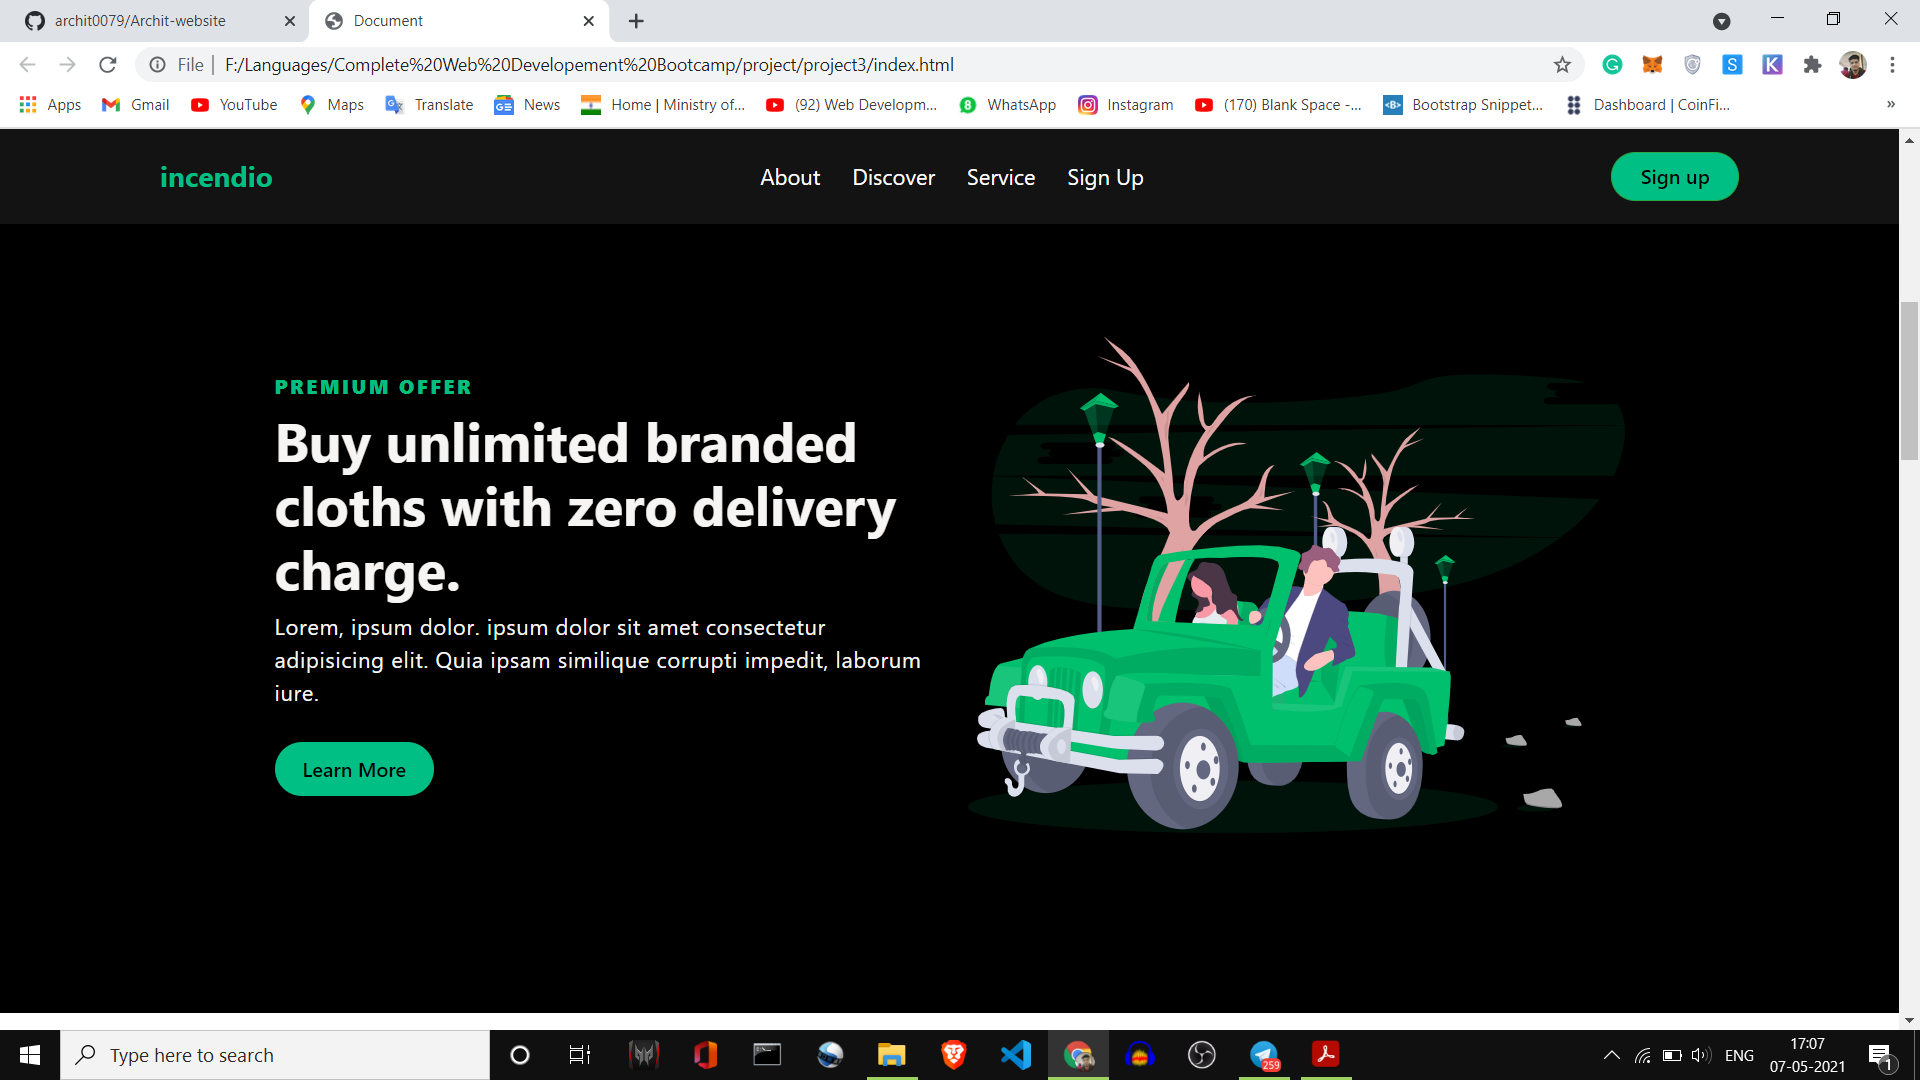 archit0079/Archit-website
Document
File | F:/Languages/Complete%20Web%20Developement%20Bootcamp/project/project3/index.html
Apps Gmail YouTube Maps Translate News Home | Ministry of... (92) Web Developm... WhatsApp Instagram (170) Blank Space -... Bootstrap Snippet... Dashboard | CoinFi... »
incendio
About Discover Service Sign Up
Sign up
PREMIUM OFFER
Buy unlimited branded
cloths with zero delivery
charge.
Lorem, ipsum dolor. ipsum dolor sit amet consectetur
adipisicing elit. Quia ipsam similique corrupti impedit, laborum
iure.
Learn More
Type here to search
259
ENG
17:07
07-05-2021
1